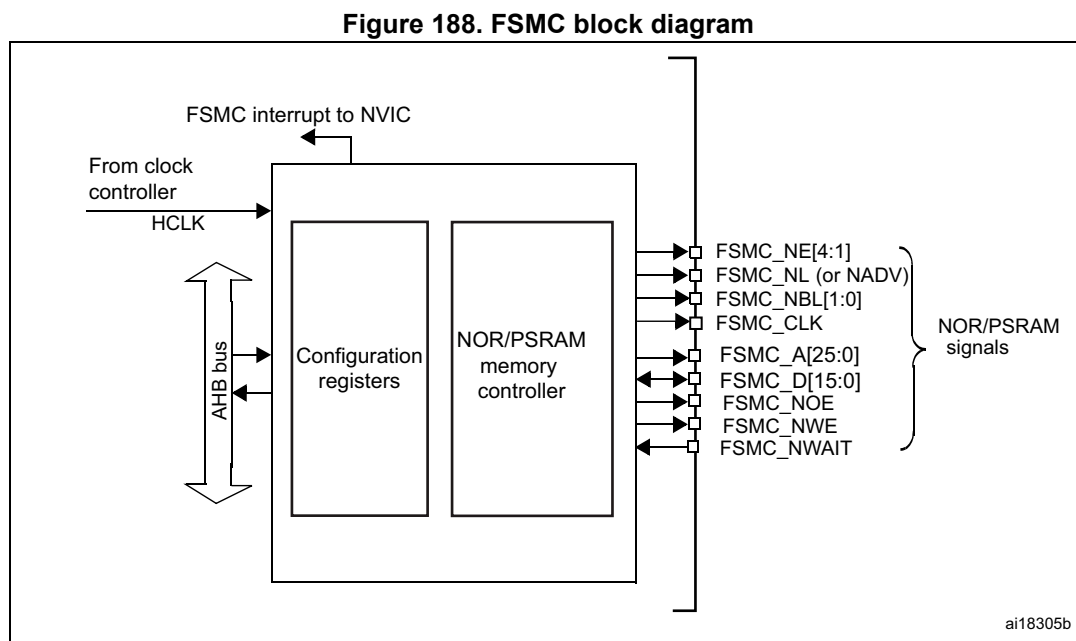 Figure 188. FSMC block diagram
FSMC interrupt to NVIC
From clock
controller
HCLK
AHB bus
Configuration
registers
NOR/PSRAM
memory
controller
FSMC_NE[4:1]
FSMC_NL (or NADV)
FSMC_NBL[1:0]
FSMC_CLK
FSMC_A[25:0]
FSMC_D[15:0]
FSMC_NOE
FSMC_NWE
FSMC_NWAIT
NOR/PSRAM
signals
ai18305b